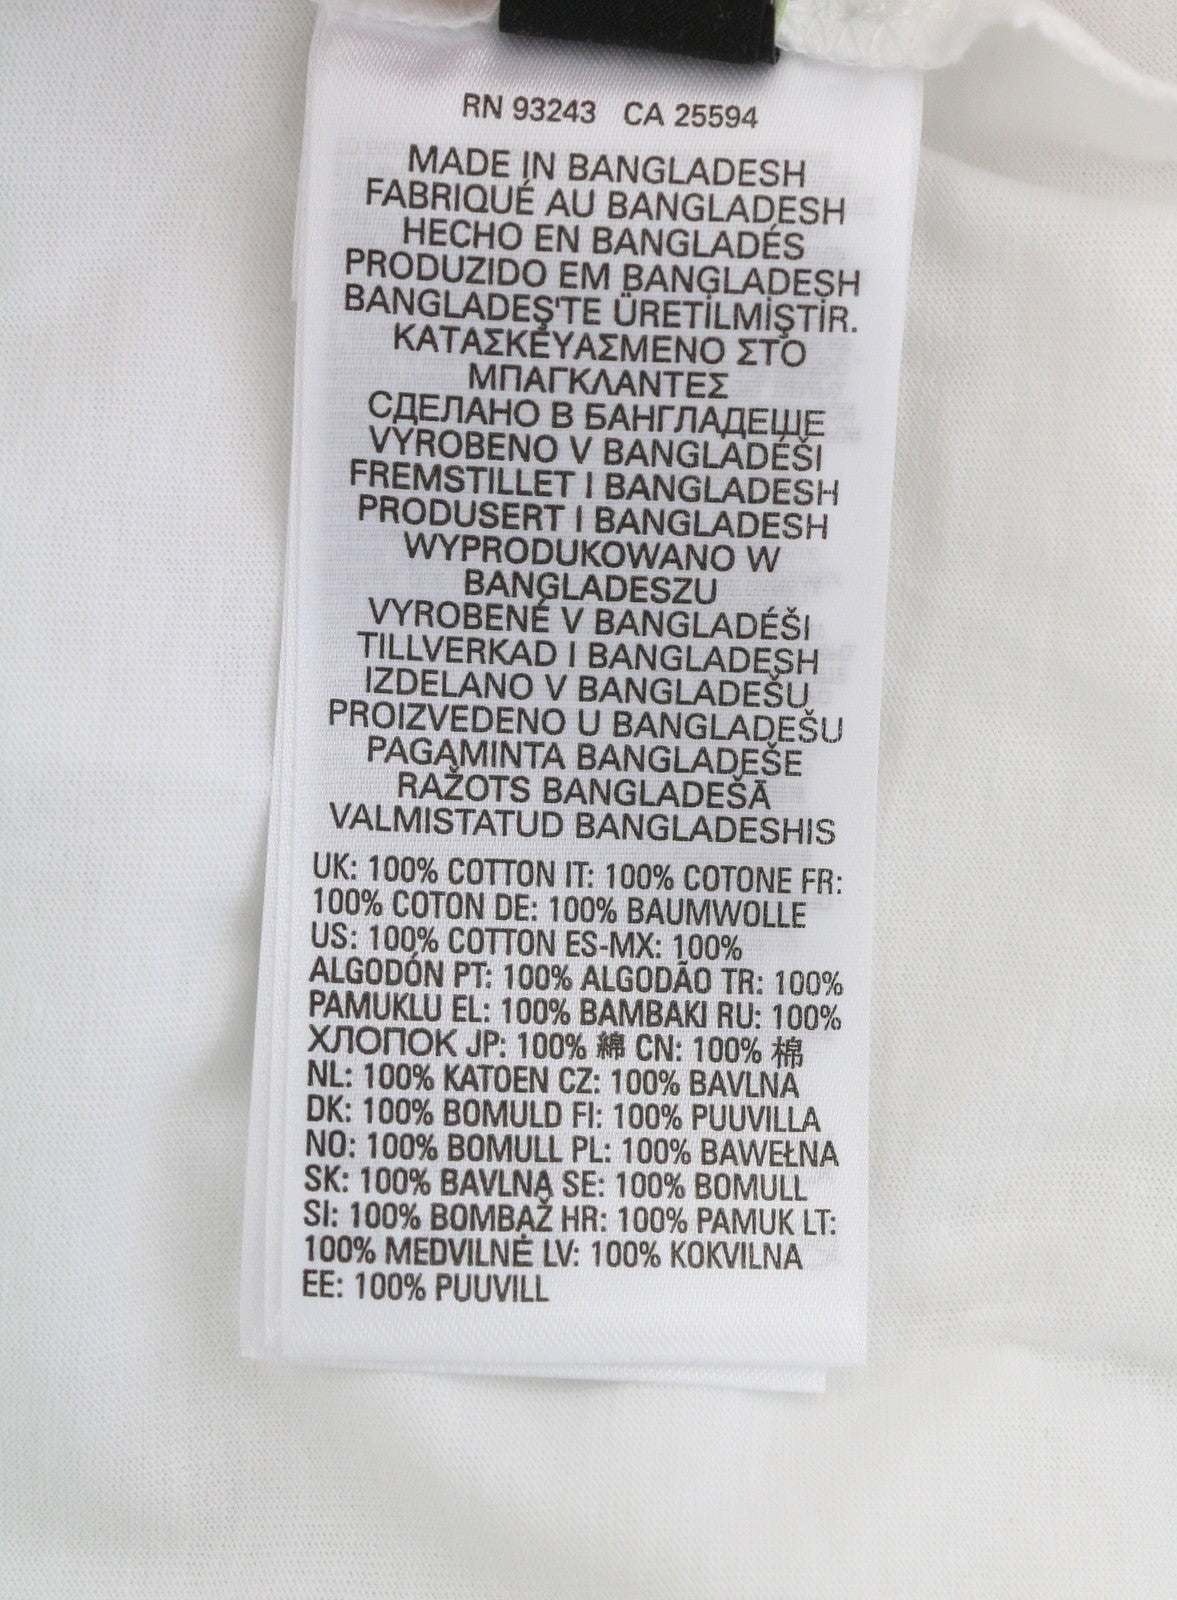 RN 93243 CA 25594
MADE IN BANGLADESH
FABRIQUÉ AU BANGLADESH
HECHO EN BANGLADÉS
PRODUZIDO EM BANGLADESH
BANGLADEŞ'TE ÜRETİLMİŞTİR.
ΚΑΤΑΣΚΕΥΑΣΜΕΝΟ ΣΤΟ
ΜΠΑΓΚΛΑΝΤΕΣ
СДЕЛАНО В БАНГЛАДЕШЕ
VYROBENO V BANGLADÉŠI
FREMSTILLET I BANGLADESH
PRODUSERT I BANGLADESH
WYPRODUKOWANO W
BANGLADESZU
VYROBENÉ V BANGLADÉŠI
TILLVERKAD I BANGLADESH
IZDELANO V BANGLADEŠU
PROIZVEDENO U BANGLADEŠU
PAGAMINTA BANGLADEŠE
RAŽOTS BANGLADEŠĀ
VALMISTATUD BANGLADESHIS
UK: 100% COTTON IT: 100% COTONE FR:
100% COTON DE: 100% BAUMWOLLE
US: 100% COTTON ES-MX: 100%
ALGODÓN PT: 100% ALGODÃO TR: 100%
PAMUKLU EL: 100% BAMBAKI RU: 100%
ХЛОПОК JP: 100% 綿 CN: 100% 棉
NL: 100% KATOEN CZ: 100% BAVLNA
DK: 100% BOMULD FI: 100% PUUVILLA
NO: 100% BOMULL PL: 100% BAWEŁNA
SK: 100% BAVLNA SE: 100% BOMULL
SI: 100% BOMBAŽ HR: 100% PAMUK LT:
100% MEDVILNĖ LV: 100% KOKVILNA
EE: 100% PUUVILL